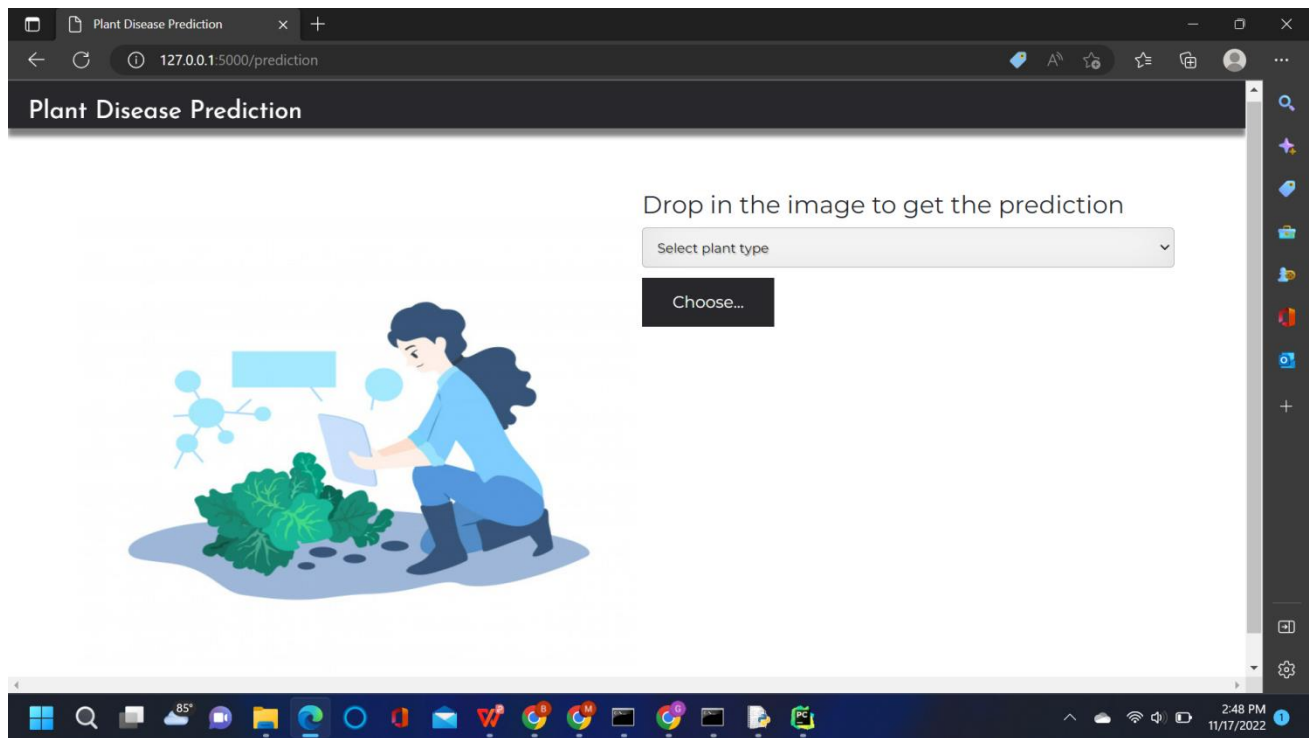 Plant Disease Prediction
127.0.0.1:5000/prediction
Plant Disease Prediction
Drop in the image to get the prediction
Select plant type
Choose...
85°
2:48 PM
11/17/2022
1